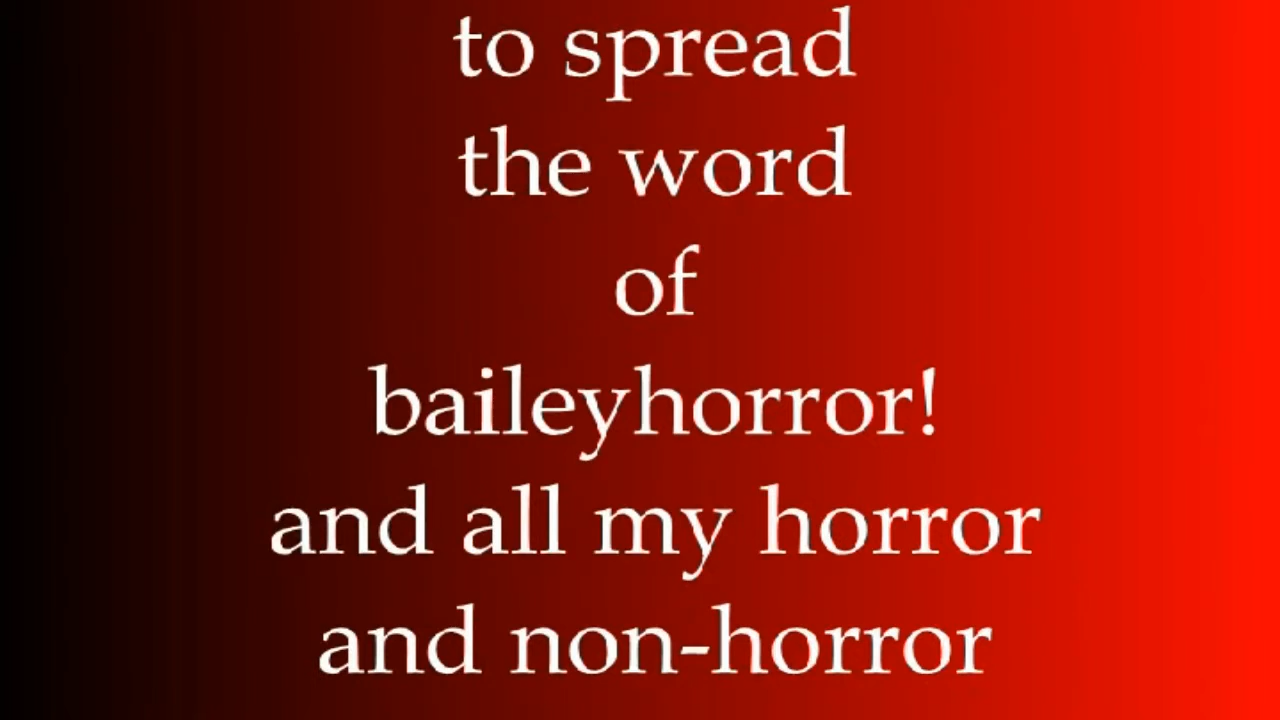 to spread
the word
of
baileyhorror!
and all my horror
and non-horror